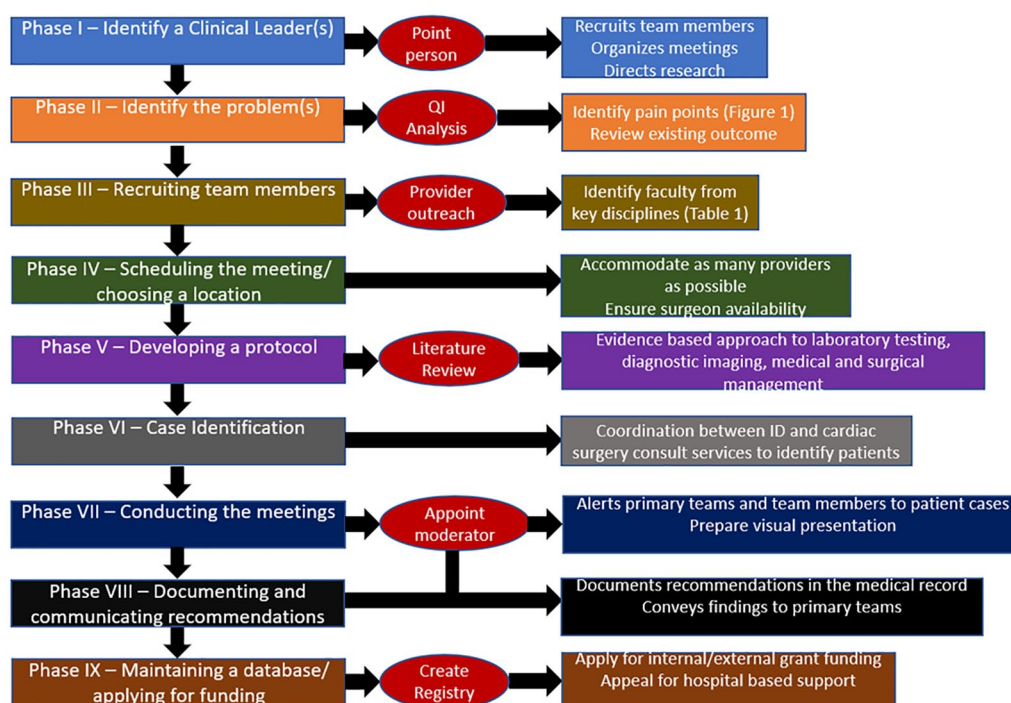 Phase I – Identify a Clinical Leader(s)
Point
person
Recruits team members
Organizes meetings
Directs research
Phase II – Identify the problem(s)
QI
Analysis
Identify pain points (Figure 1)
Review existing outcome
Phase III – Recruiting team members
Provider
outreach
Identify faculty from
key disciplines (Table 1)
Phase IV – Scheduling the meeting/
choosing a location
Accommodate as many providers
as possible
Ensure surgeon availability
Phase V – Developing a protocol
Literature
Review
Evidence based approach to laboratory testing,
diagnostic imaging, medical and surgical
management
Phase VI – Case Identification
Coordination between ID and cardiac
surgery consult services to identify patients
Phase VII – Conducting the meetings
Appoint
moderator
Alerts primary teams and team members to patient cases
Prepare visual presentation
Phase VIII – Documenting and
communicating recommendations
Documents recommendations in the medical record
Conveys findings to primary teams
Phase IX – Maintaining a database/
applying for funding
Create
Registry
Apply for internal/external grant funding
Appeal for hospital based support